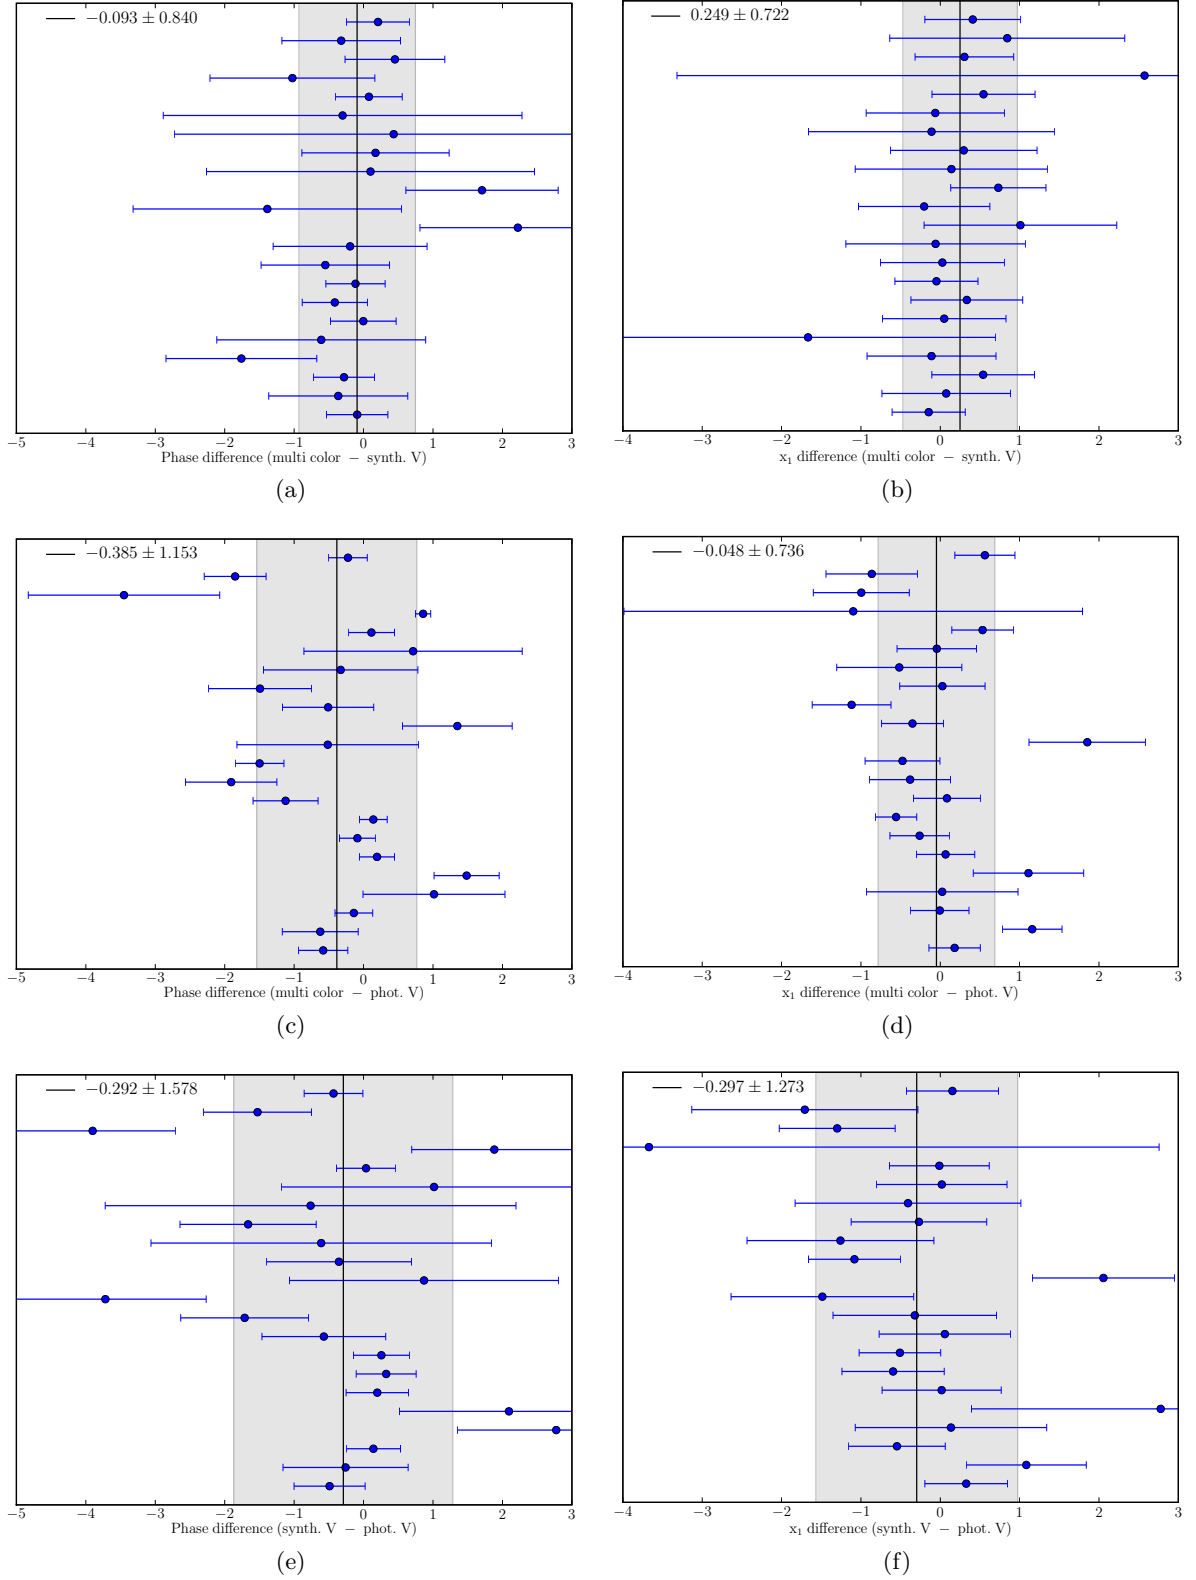 −0.093 ± 0.840
−5 −4 −3 −2 −1 0 1 2 3
Phase difference (multi color − synth. V)
(a)
0.249 ± 0.722
−4 −3 −2 −1 0 1 2 3
x₁ difference (multi color − synth. V)
(b)
−0.385 ± 1.153
−5 −4 −3 −2 −1 0 1 2 3
Phase difference (multi color − phot. V)
(c)
−0.048 ± 0.736
−4 −3 −2 −1 0 1 2 3
x₁ difference (multi color − phot. V)
(d)
−0.292 ± 1.578
−5 −4 −3 −2 −1 0 1 2 3
Phase difference (synth. V − phot. V)
(e)
−0.297 ± 1.273
−4 −3 −2 −1 0 1 2 3
x₁ difference (synth. V − phot. V)
(f)